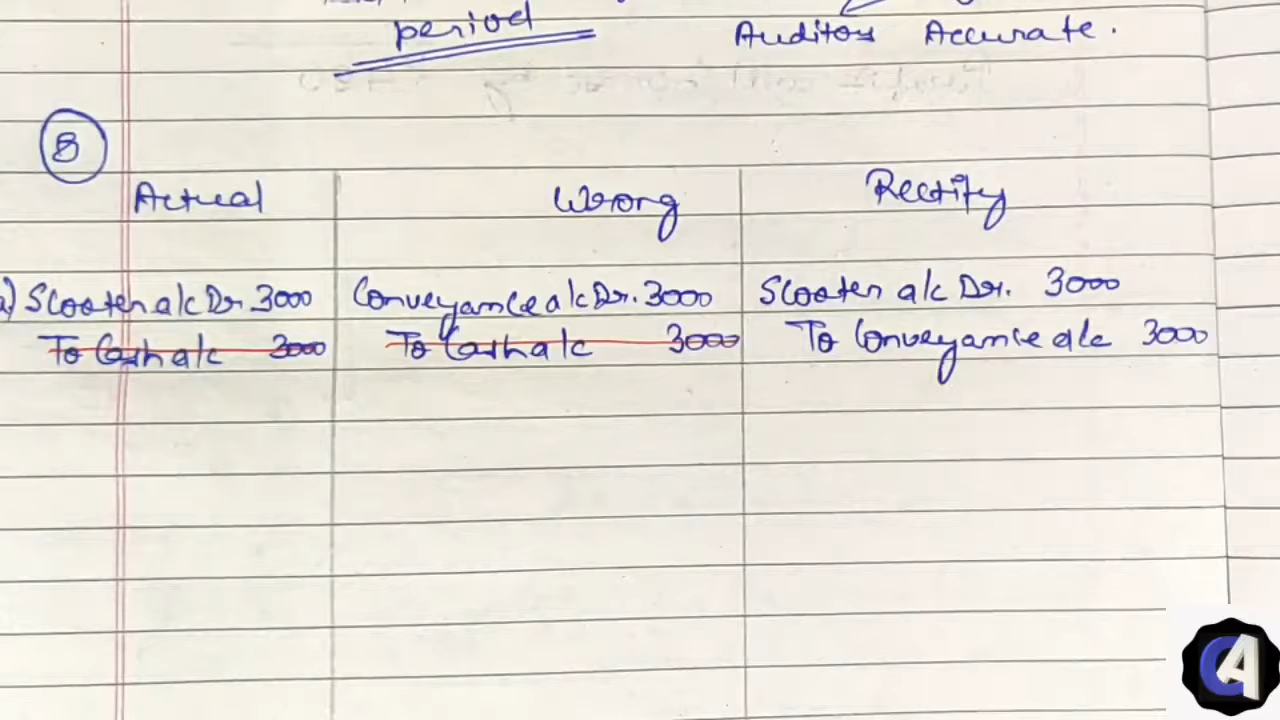 period
Auditors Accurate.
8
Actual Wrong Rectify
a) Scooter a/c Dr. 3000 Conveyance a/c Dr. 3000 Scooter a/c Dr. 3000
To Cash a/c 3000 To Cash a/c 3000 To Conveyance a/c 3000
CA